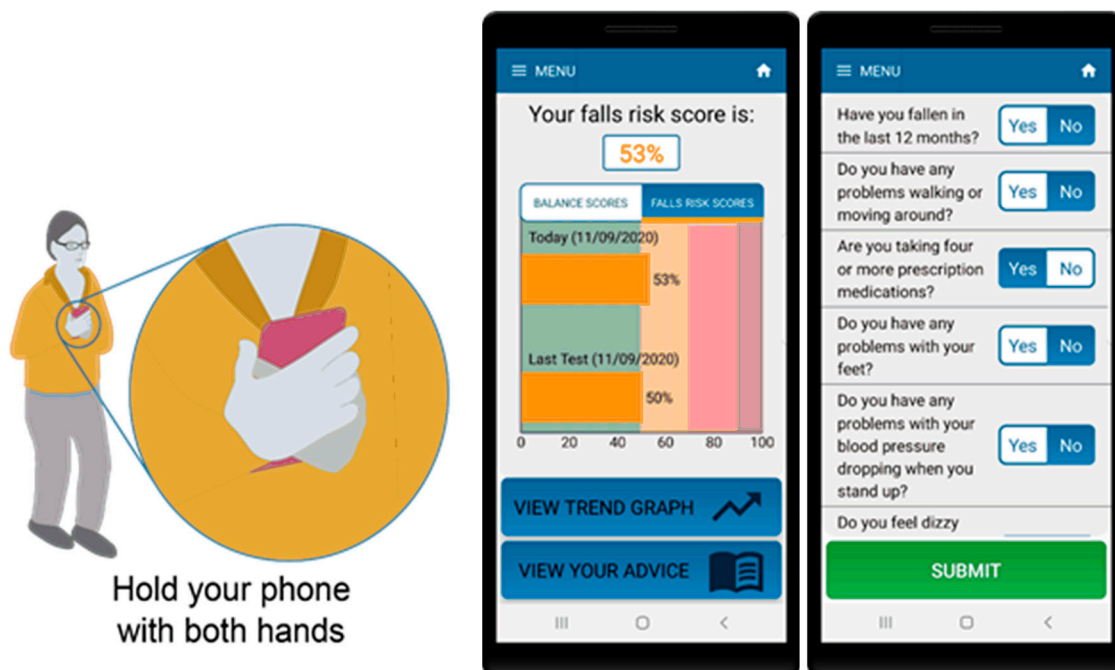 Hold your phone
with both hands
MENU
Your falls risk score is:
53%
BALANCE SCORES
FALLS RISK SCORES
Today (11/09/2020)
53%
Last Test (11/09/2020)
50%
0 20 40 60 80 100
VIEW TREND GRAPH
VIEW YOUR ADVICE
MENU
Have you fallen in
the last 12 months?
Yes No
Do you have any
problems walking or
moving around?
Yes No
Are you taking four
or more prescription
medications?
Yes No
Do you have any
problems with your
feet?
Yes No
Do you have any
problems with your
blood pressure
dropping when you
stand up?
Yes No
Do you feel dizzy
SUBMIT